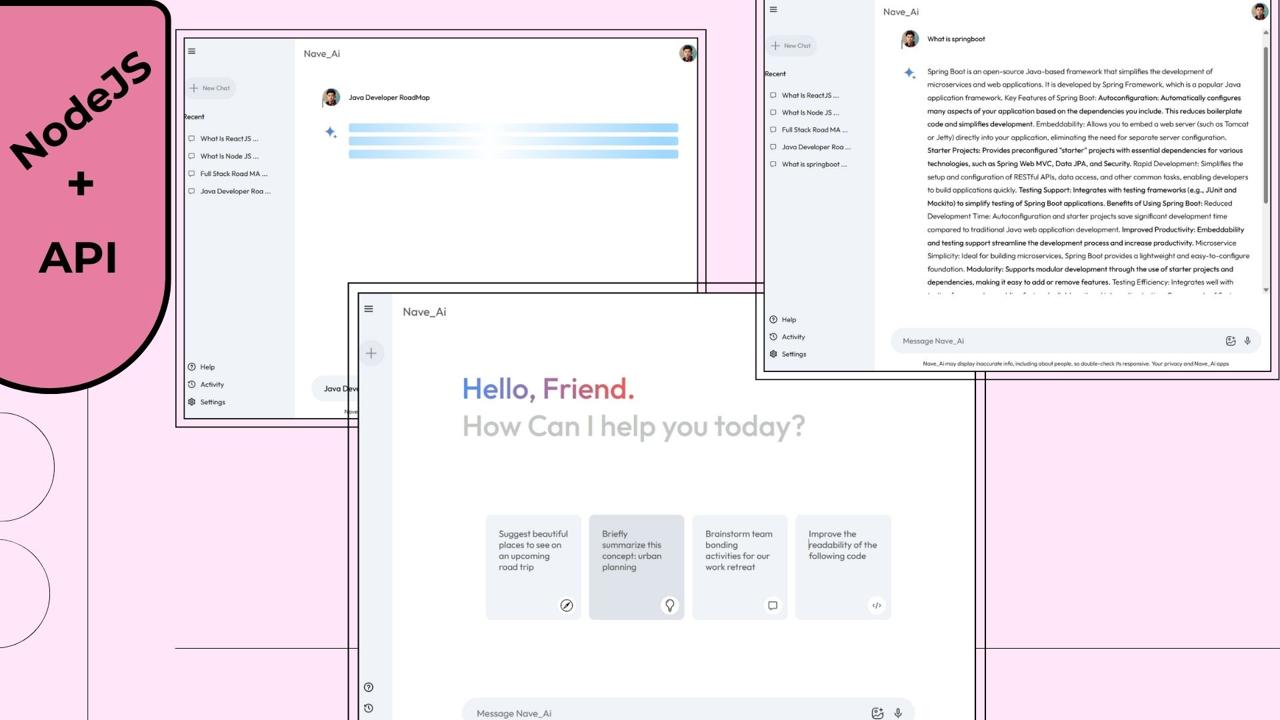 NodeJS
+
API
Nave_Ai
New Chat
Recent
What Is ReactJS ...
What Is Node JS ...
Full Stack Road MA ...
Java Developer Roa ...
Help
Activity
Settings
Java Developer RoadMap
Java Deve
Nave
Nave_Ai
New Chat
Recent
What Is ReactJS ...
What Is Node JS ...
Full Stack Road MA ...
Java Developer Roa ...
What is springboot ...
Help
Activity
Settings
What is springboot
Spring Boot is an open-source Java-based framework that simplifies the development of
microservices and web applications. It is developed by Spring Framework, which is a popular Java
application framework. Key Features of Spring Boot: Autoconfiguration: Automatically configures
many aspects of your application based on the dependencies you include. This reduces boilerplate
code and simplifies development. Embeddability: Allows you to embed a web server (such as Tomcat
or Jetty) directly into your application, eliminating the need for separate server configuration.
Starter Projects: Provides preconfigured "starter" projects with essential dependencies for various
technologies, such as Spring Web MVC, Data JPA, and Security. Rapid Development: Simplifies the
setup and configuration of RESTful APIs, data access, and other common tasks, enabling developers
to build applications quickly. Testing Support: Integrates with testing frameworks (e.g., JUnit and
Mockito) to simplify testing of Spring Boot applications. Benefits of Using Spring Boot: Reduced
Development Time: Autoconfiguration and starter projects save significant development time
compared to traditional Java web application development. Improved Productivity: Embeddability
and testing support streamline the development process and increase productivity. Microservice
Simplicity: Ideal for building microservices, Spring Boot provides a lightweight and easy-to-configure
foundation. Modularity: Supports modular development through the use of starter projects and
dependencies, making it easy to add or remove features. Testing Efficiency: Integrates well with
Message Nave_Ai
Nave_Ai may display inaccurate info, including about people, so double-check its responsive. Your privacy and Nave_Ai apps
Nave_Ai
Hello, Friend.
How Can I help you today?
Suggest beautiful
places to see on
an upcoming
road trip
Briefly
summarize this
concept: urban
planning
Brainstorm team
bonding
activities for our
work retreat
Improve the
readability of the
following code
Message Nave_Ai